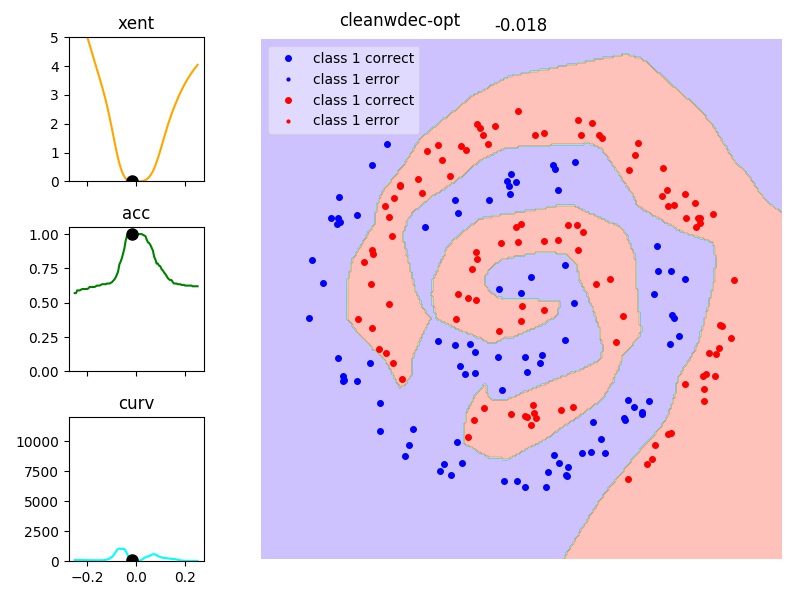 xent
5
4
3
2
1
0
acc
1.00
0.75
0.50
0.25
0.00
curv
10000
7500
5000
2500
0
−0.2 0.0 0.2
cleanwdec-opt -0.018
class 1 correct
class 1 error
class 1 correct
class 1 error